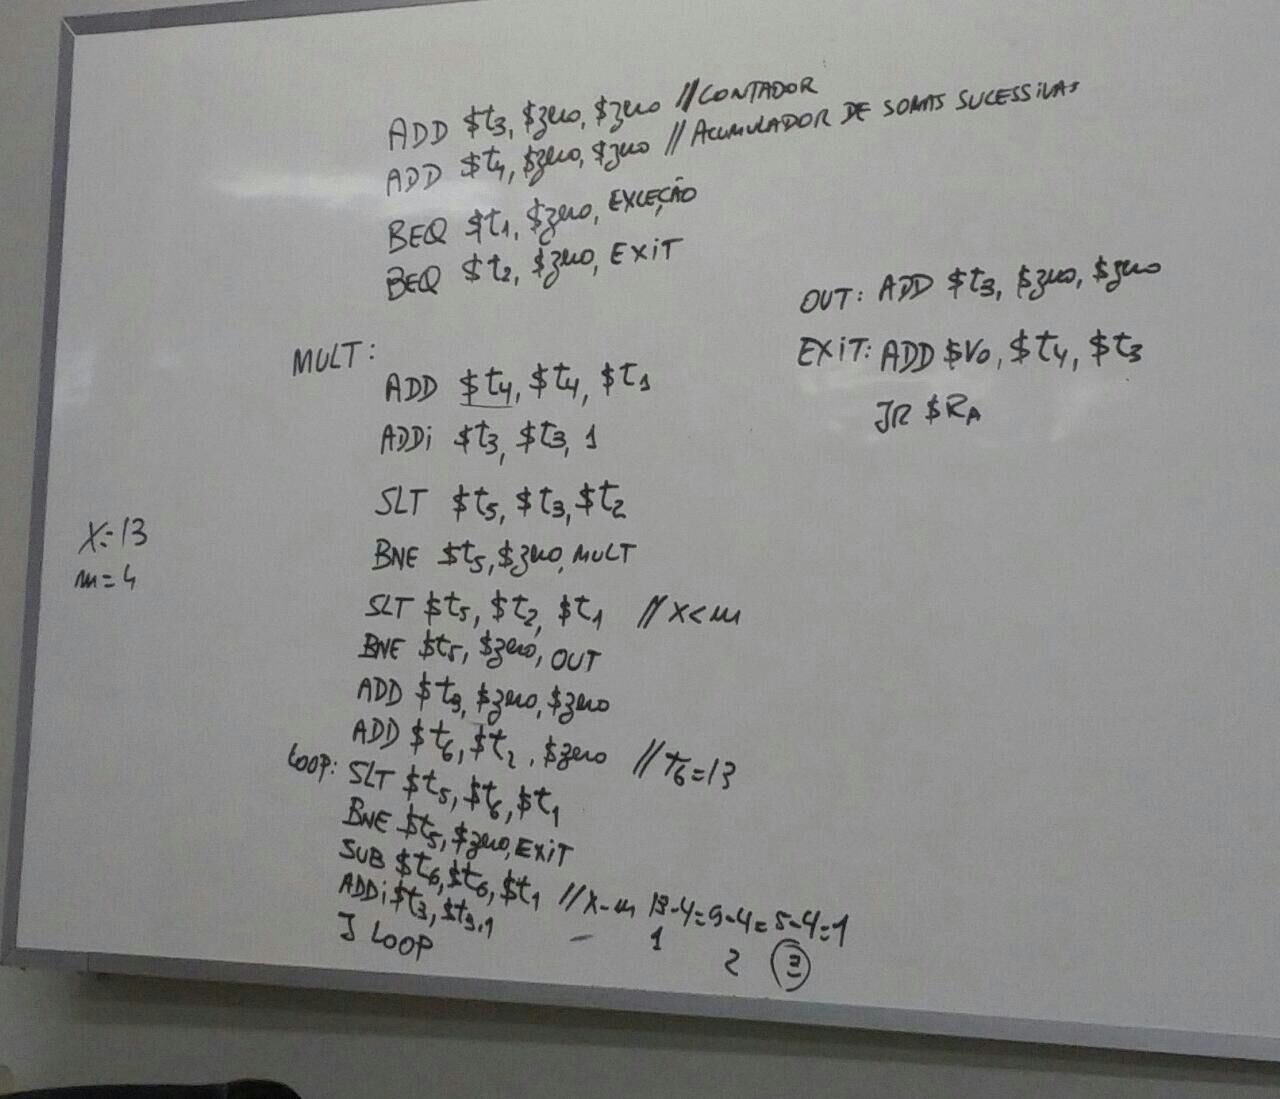 ADD $t3, $zero, $zero //CONTADOR
ADD $t4, $zero, $zero // ACUMULADOR DE SOMAS SUCESSIVAS
BEQ $t1, $zero, EXCEÇÃO
BEQ $t2, $zero, EXiT
MULT:
ADD $t4, $t4, $t1
ADDi $t3, $t3, 1
SLT $t5, $t3, $t2
BNE $t5, $zero, MULT
SLT $t5, $t2, $t1 // X<m
BNE $t5, $zero, OUT
ADD $t3, $zero, $zero
ADD $t6, $t2, $zero // T6=13
LOOP: SLT $t5, $t6, $t1
BNE $t5, $zero, EXiT
SUB $t6, $t6, $t1 // X-m 13-4=9-4=5-4=1
ADDi $t3, $t3, 1
1
J LOOP
2 3
X=13
m=4
OUT: ADD $t3, $zero, $zero
EXiT: ADD $V0, $t4, $t3
JR $RA